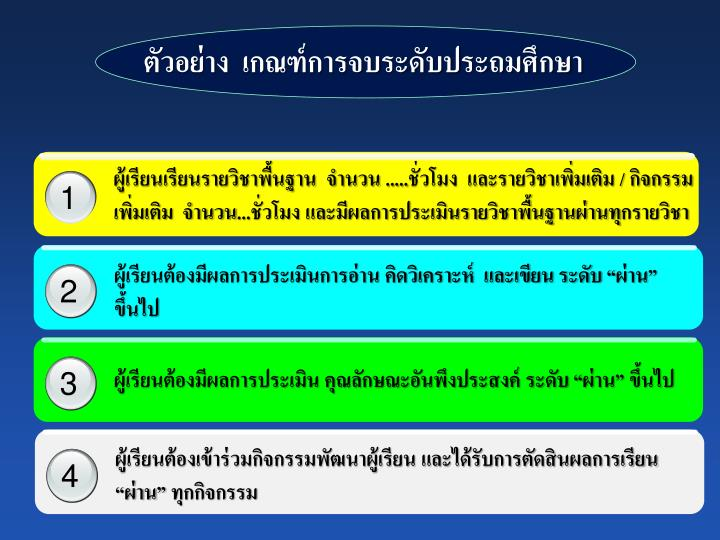 ตัวอย่าง เกณฑ์การจบระดับประถมศึกษา
1
ผู้เรียนเรียนรายวิชาพื้นฐาน จำนวน .....ชั่วโมง และรายวิชาเพิ่มเติม / กิจกรรม
เพิ่มเติม จำนวน...ชั่วโมง และมีผลการประเมินรายวิชาพื้นฐานผ่านทุกรายวิชา
2
ผู้เรียนต้องมีผลการประเมินการอ่าน คิดวิเคราะห์ และเขียน ระดับ “ผ่าน”
ขึ้นไป
3
ผู้เรียนต้องมีผลการประเมิน คุณลักษณะอันพึงประสงค์ ระดับ “ผ่าน” ขึ้นไป
4
ผู้เรียนต้องเข้าร่วมกิจกรรมพัฒนาผู้เรียน และได้รับการตัดสินผลการเรียน
“ผ่าน” ทุกกิจกรรม